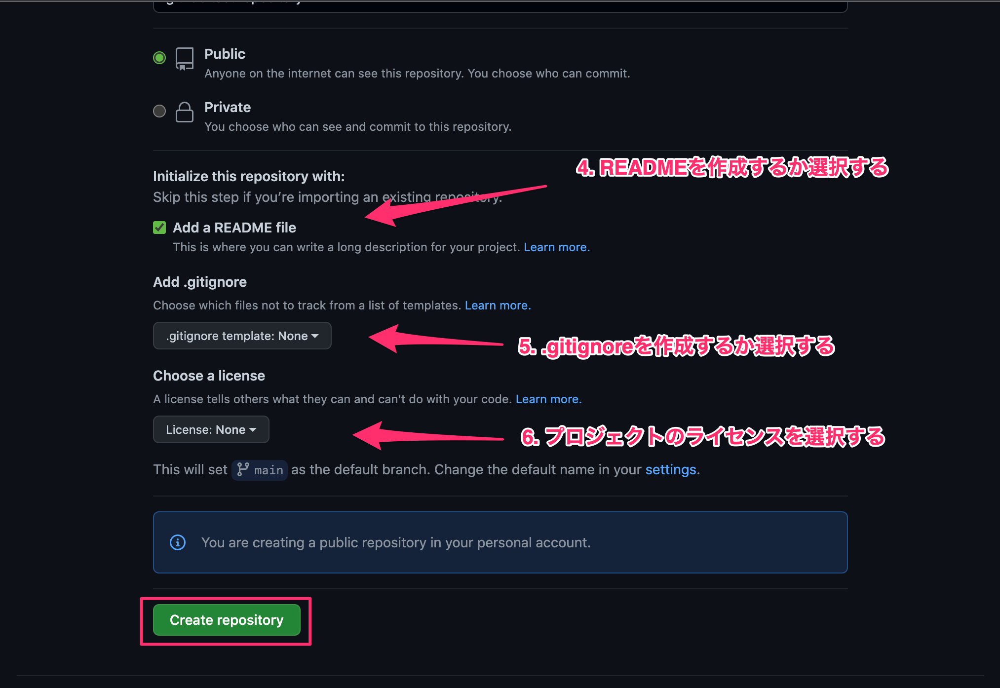 Public
Anyone on the internet can see this repository. You choose who can commit.
Private
You choose who can see and commit to this repository.
4. READMEを作成するか選択する
Initialize this repository with:
Skip this step if you’re importing an existing repository.
Add a README file
This is where you can write a long description for your project. Learn more.
Add .gitignore
Choose which files not to track from a list of templates. Learn more.
.gitignore template: None
5. .gitignoreを作成するか選択する
Choose a license
A license tells others what they can and can't do with your code. Learn more.
License: None
6. プロジェクトのライセンスを選択する
This will set main as the default branch. Change the default name in your settings.
You are creating a public repository in your personal account.
Create repository